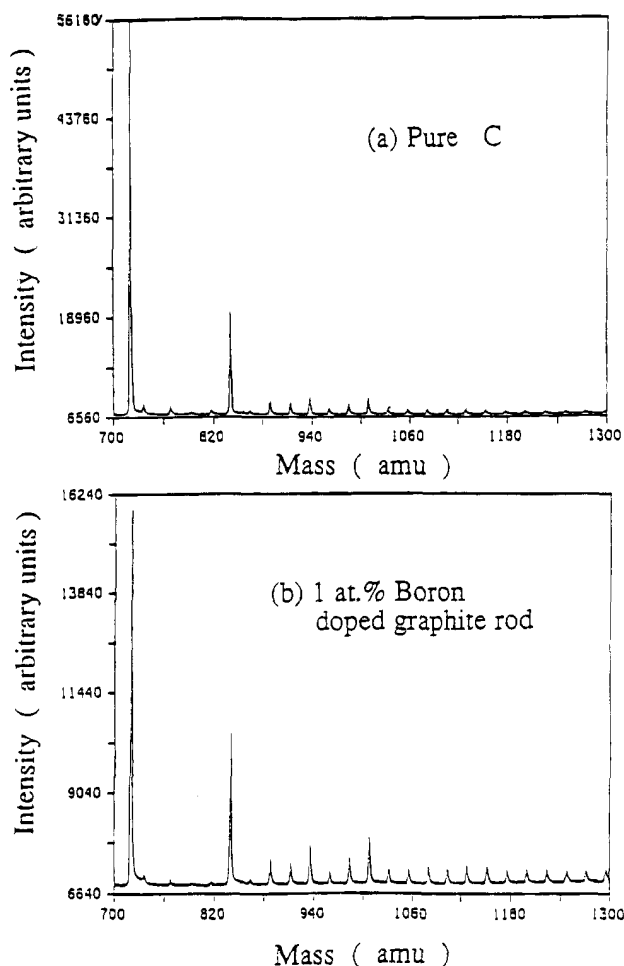 56160
43760
31360
18960
6560
Intensity ( arbitrary units )
(a) Pure C
700 820 940 1060 1180 1300
Mass ( amu )
16240
13840
11440
9040
6640
Intensity ( arbitrary units )
(b) 1 at.% Boron
doped graphite rod
700 820 940 1060 1180 1300
Mass ( amu )